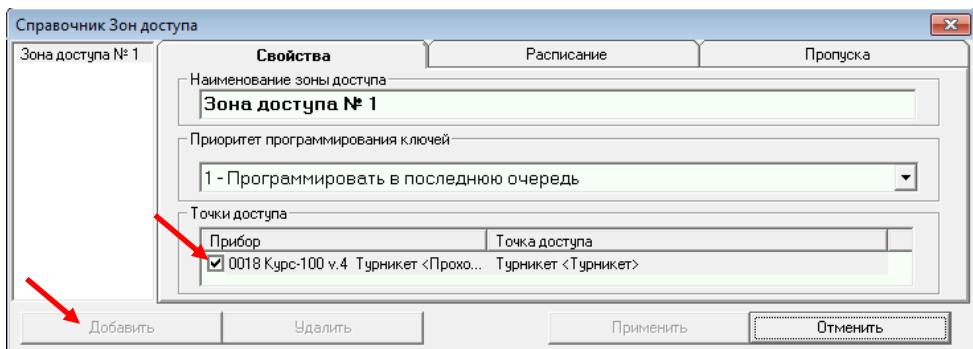 Справочник Зон доступа
Зона доступа № 1
Свойства
Расписание
Пропуска
Наименование зоны доступа
Зона доступа № 1
Приоритет программирования ключей
1 - Программировать в последнюю очередь
Точки доступа
Прибор
Точка доступа
0018 Курс-100 v.4 Турникет <Прохо... Турникет <Турникет>
Добавить
Удалить
Применить
Отменить